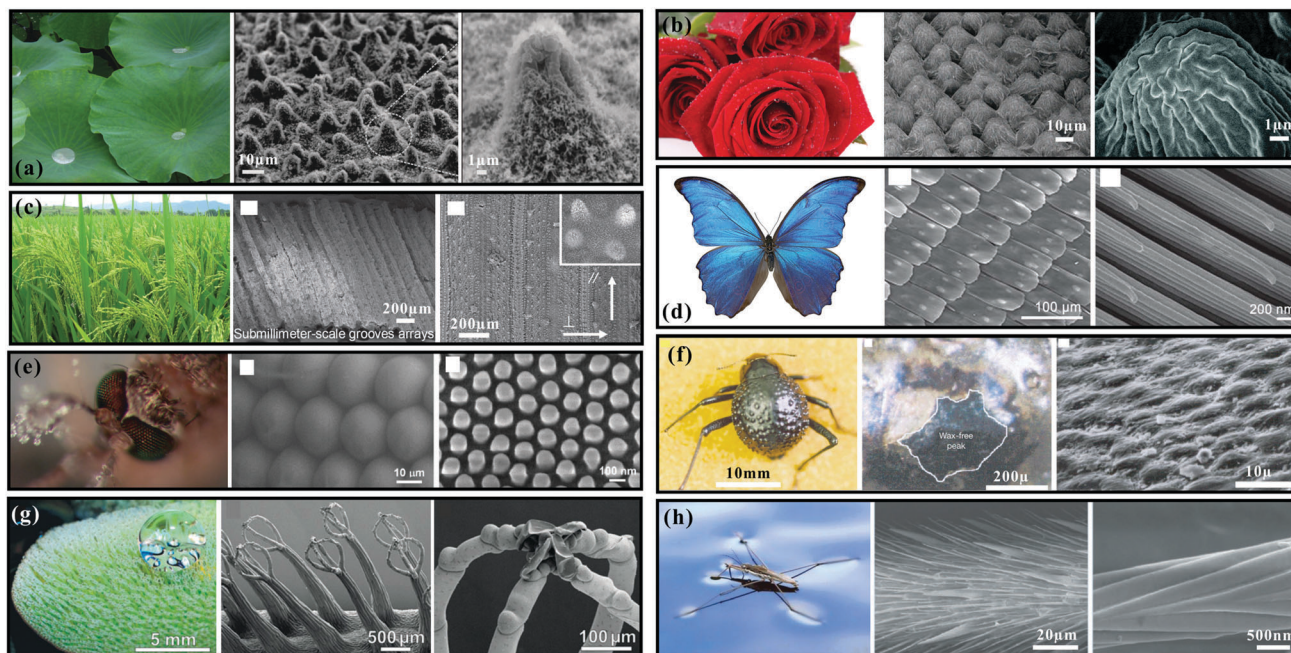 (a)
10μm
1μm
(b)
10μm
1μm
(c)
200μm
Submillimeter-scale grooves arrays
//
⊥
200μm
(d)
100 μm
200 nm
(e)
10 μm
100 nm
(f)
10mm
Wax-free
peak
200μ
10μ
(g)
5 mm
500 μm
100 μm
(h)
20μm
500nm